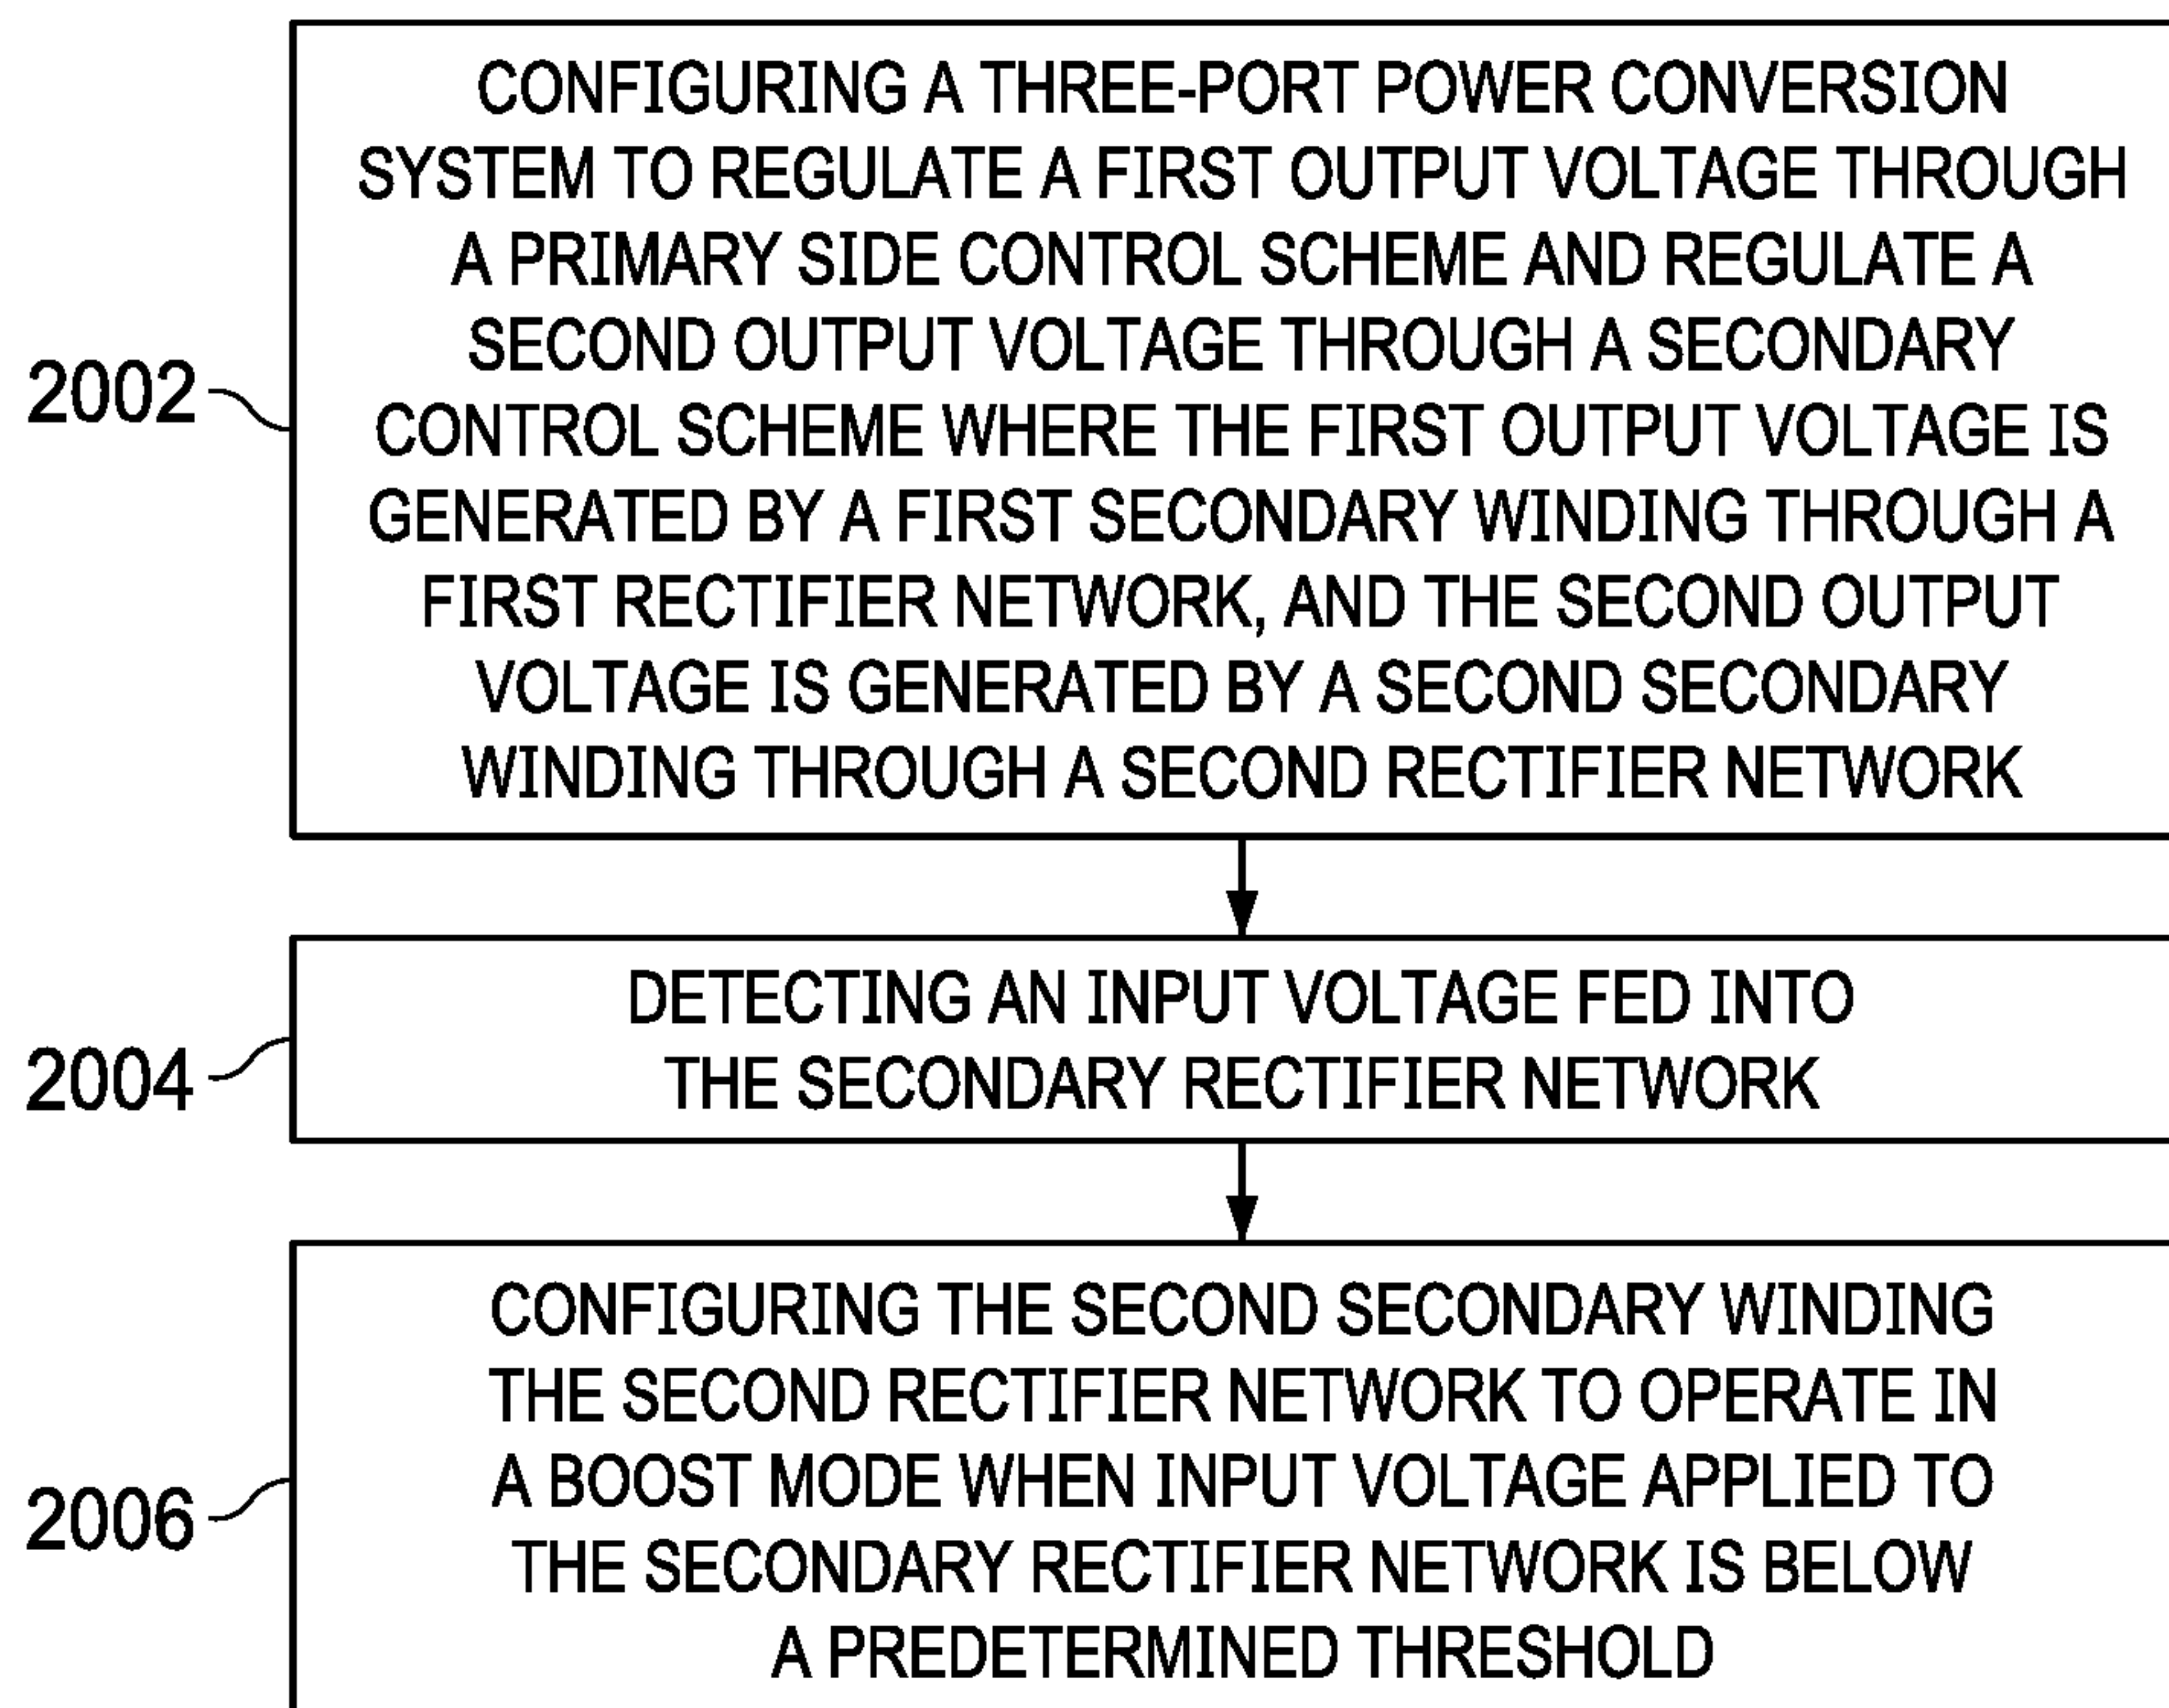 CONFIGURING A THREE-PORT POWER CONVERSION
SYSTEM TO REGULATE A FIRST OUTPUT VOLTAGE THROUGH
A PRIMARY SIDE CONTROL SCHEME AND REGULATE A
SECOND OUTPUT VOLTAGE THROUGH A SECONDARY
CONTROL SCHEME WHERE THE FIRST OUTPUT VOLTAGE IS
GENERATED BY A FIRST SECONDARY WINDING THROUGH A
FIRST RECTIFIER NETWORK, AND THE SECOND OUTPUT
VOLTAGE IS GENERATED BY A SECOND SECONDARY
WINDING THROUGH A SECOND RECTIFIER NETWORK
2002
DETECTING AN INPUT VOLTAGE FED INTO
THE SECONDARY RECTIFIER NETWORK
2004
CONFIGURING THE SECOND SECONDARY WINDING
THE SECOND RECTIFIER NETWORK TO OPERATE IN
A BOOST MODE WHEN INPUT VOLTAGE APPLIED TO
THE SECONDARY RECTIFIER NETWORK IS BELOW
A PREDETERMINED THRESHOLD
2006